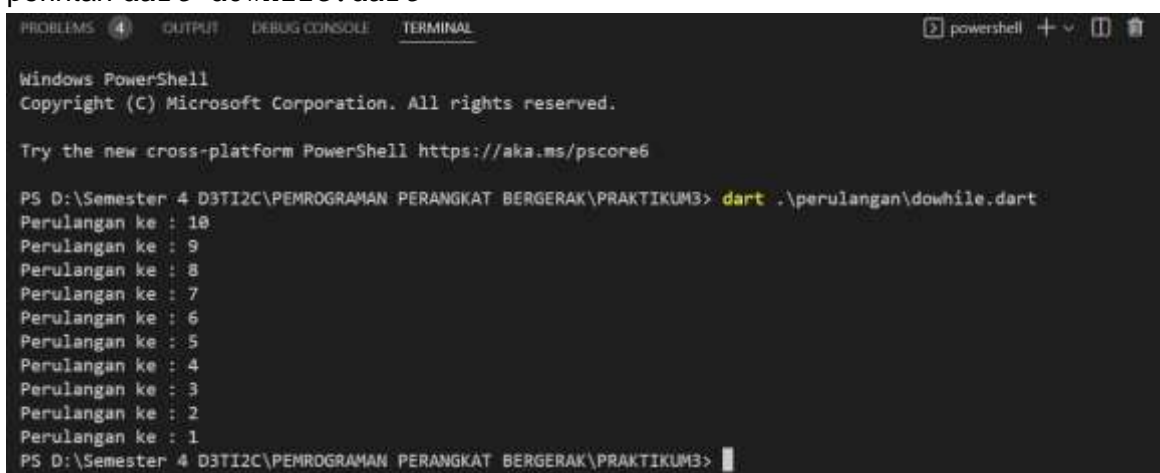 PROBLEMS 4 OUTPUT DEBUG CONSOLE TERMINAL powershell
Windows PowerShell
Copyright (C) Microsoft Corporation. All rights reserved.
Try the new cross-platform PowerShell https://aka.ms/pscore6
PS D:\Semester 4 D3TI2C\PEMROGRAMAN PERANGKAT BERGERAK\PRAKTIKUM3> dart .\perulangan\dowhile.dart
Perulangan ke : 10
Perulangan ke : 9
Perulangan ke : 8
Perulangan ke : 7
Perulangan ke : 6
Perulangan ke : 5
Perulangan ke : 4
Perulangan ke : 3
Perulangan ke : 2
Perulangan ke : 1
PS D:\Semester 4 D3TI2C\PEMROGRAMAN PERANGKAT BERGERAK\PRAKTIKUM3>